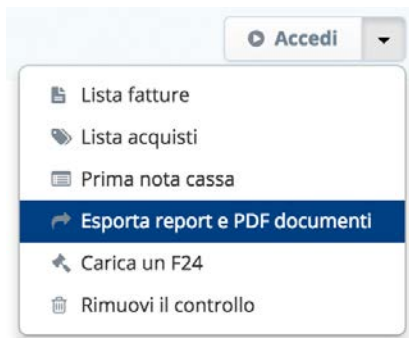 Accedi
Lista fatture
Lista acquisti
Prima nota cassa
Esporta report e PDF documenti
Carica un F24
Rimuovi il controllo